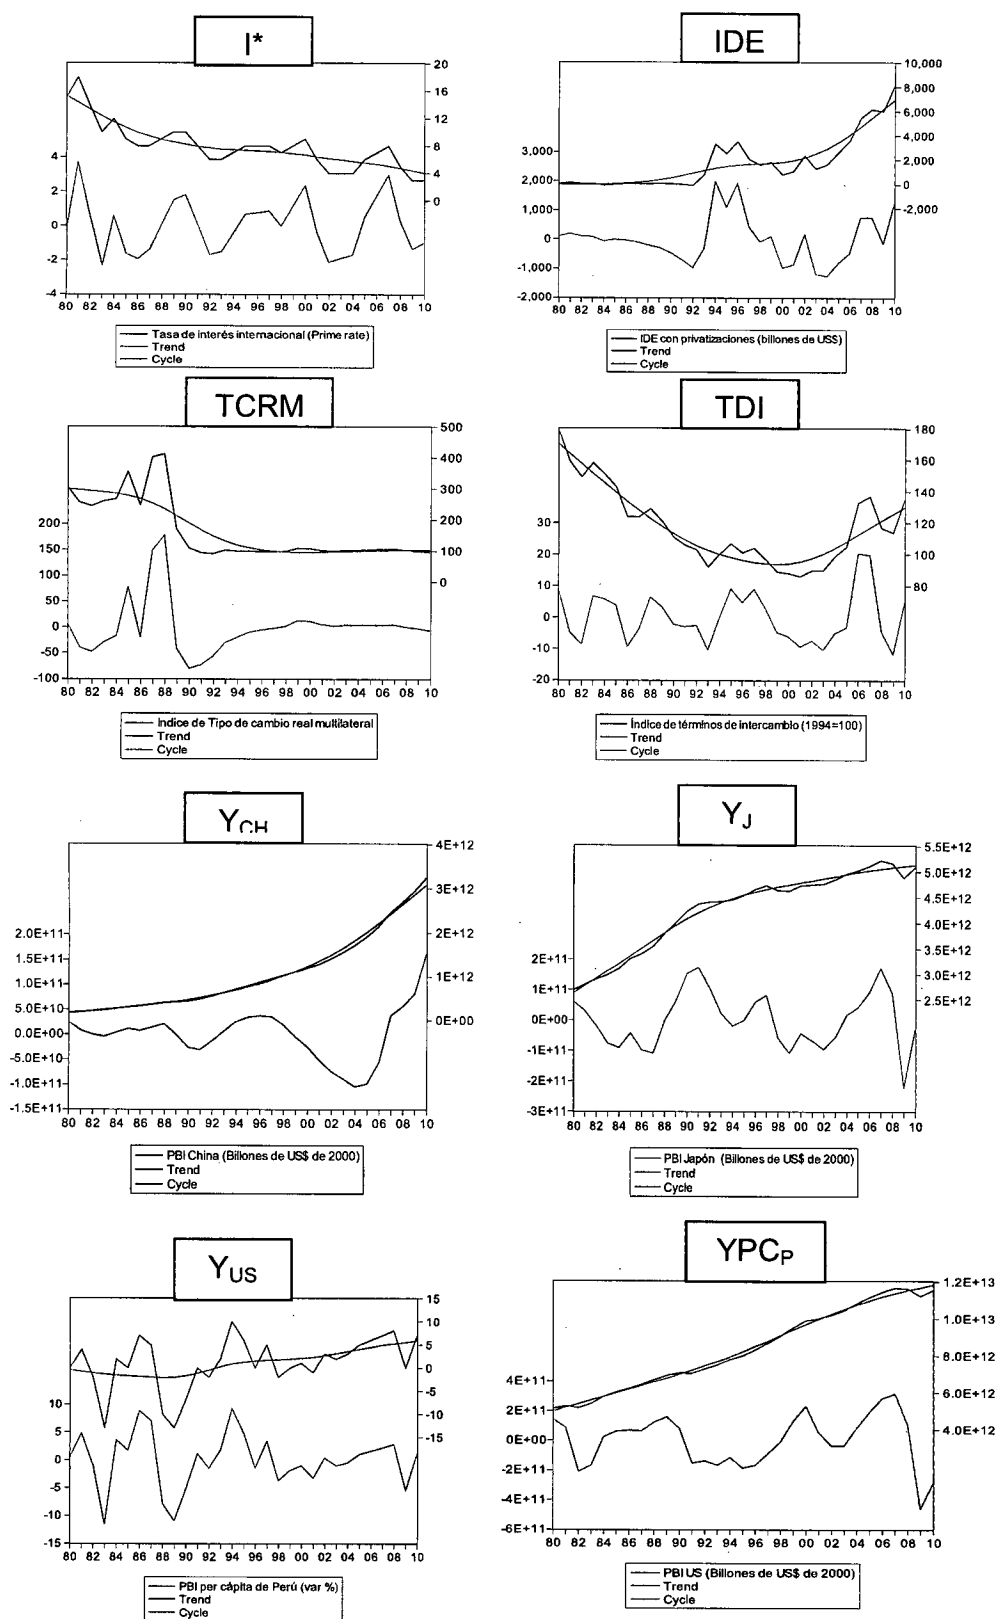 I*
20
16
12
8
4
0
4
2
0
-2
-4
80 82 84 86 88 90 92 94 96 98 00 02 04 06 08 10
Tasa de interés internacional (Prime rate)
Trend
Cycle
IDE
10,000
8,000
6,000
4,000
2,000
0
-2,000
3,000
2,000
1,000
0
-1,000
-2,000
80 82 84 86 88 90 92 94 96 98 00 02 04 06 08 10
IDE con privatizaciones (billones de US$)
Trend
Cycle
TCRM
500
400
300
200
100
0
200
150
100
50
0
-50
-100
80 82 84 86 88 90 92 94 96 98 00 02 04 06 08 10
Indice de Tipo de cambio real multilateral
Trend
Cycle
TDI
180
160
140
120
100
80
30
20
10
0
-10
-20
80 82 84 86 88 90 92 94 96 98 00 02 04 06 08 10
Índice de términos de intercambio (1994=100)
Trend
Cycle
YCH
4E+12
3E+12
2E+12
1E+12
0E+00
2.0E+11
1.5E+11
1.0E+11
5.0E+10
0.0E+00
-5.0E+10
-1.0E+11
-1.5E+11
80 82 84 86 88 90 92 94 96 98 00 02 04 06 08 10
PBI China (Billones de US$ de 2000)
Trend
Cycle
YJ
5.5E+12
5.0E+12
4.5E+12
4.0E+12
3.5E+12
3.0E+12
2.5E+12
2E+11
1E+11
0E+00
-1E+11
-2E+11
-3E+11
80 82 84 86 88 90 92 94 96 98 00 02 04 06 08 10
PBI Japón (Billones de US$ de 2000)
Trend
Cycle
YUS
15
10
5
0
-5
-10
-15
10
5
0
-5
-10
-15
80 82 84 86 88 90 92 94 96 98 00 02 04 06 08 10
PBI per cápita de Perú (var %)
Trend
Cycle
YPCP
1.2E+13
1.0E+13
8.0E+12
6.0E+12
4.0E+12
4E+11
2E+11
0E+00
-2E+11
-4E+11
-6E+11
80 82 84 86 88 90 92 94 96 98 00 02 04 06 08 10
PBI US (Billones de US$ de 2000)
Trend
Cycle